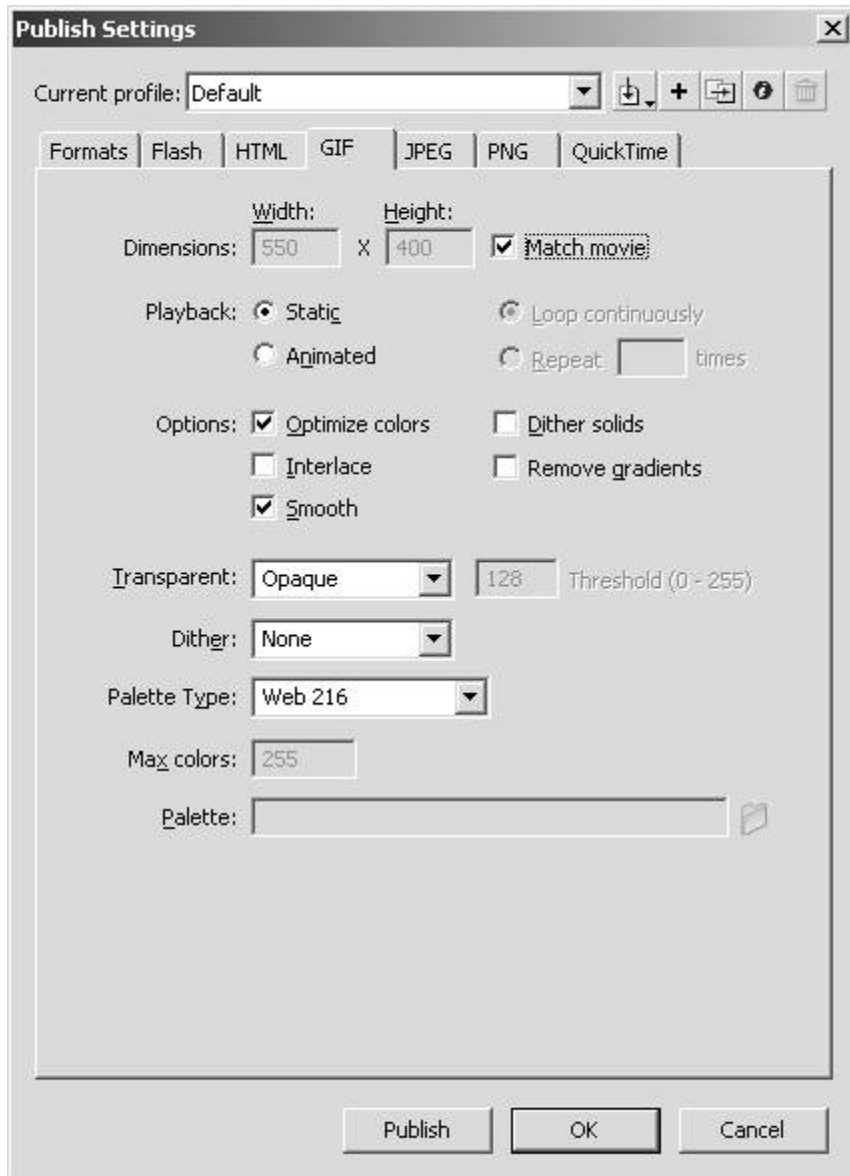 Publish Settings
Current profile: Default
Formats Flash HTML GIF JPEG PNG QuickTime
Width: Height:
Dimensions: 550 X 400 Match movie
Playback: Static Loop continuously
Animated Repeat times
Options: Optimize colors Dither solids
Interlace Remove gradients
Smooth
Transparent: Opaque 128 Threshold (0 - 255)
Dither: None
Palette Type: Web 216
Max colors: 255
Palette:
Publish OK Cancel